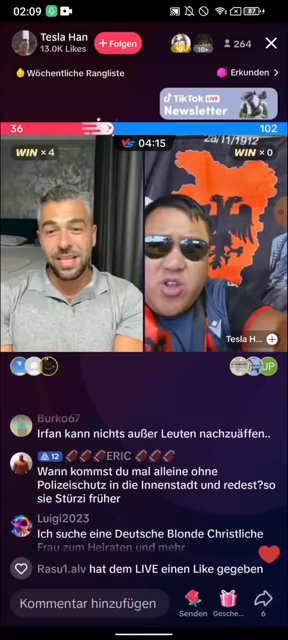 02:09
87
Tesla Han
13.0K Likes
+ Folgen
10+
10+
264
Wöchentliche Rangliste
Erkunden >
TikTok LIVE
Newsletter
36
102
WIN × 4
04:15
WIN × 0
28/11/1912
Tesla H...
UP
Burko67
Irfan kann nichts außer Leuten nachzuäffen..
12 🏈🏈🏈ERIC 🏈🏈🏈
Wann kommst du mal alleine ohne
Polizeischutz in die Innenstadt und redest?so
sie Stürzi früher
Luigi2023
Ich suche eine Deutsche Blonde Christliche
Frau zum Heiraten und mehr
Rasu1.alv hat dem LIVE einen Like gegeben
Kommentar hinzufügen
Senden
Gesche...
6